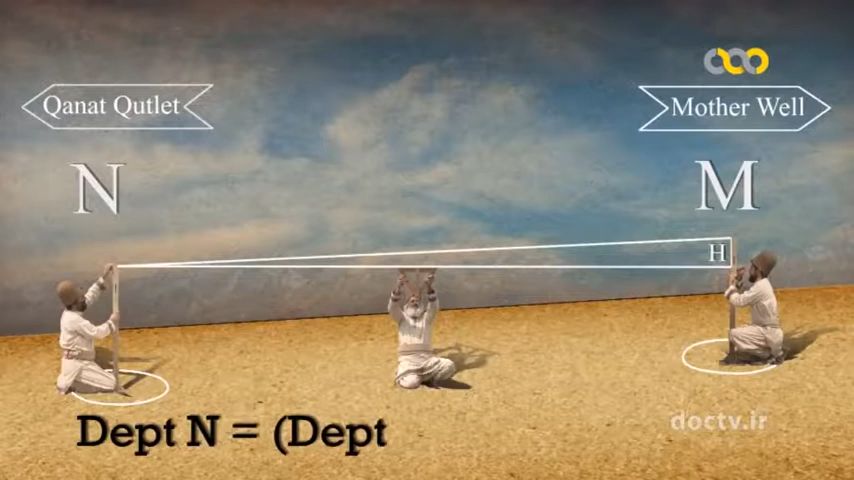 Qanat Qutlet
Mother Well
N
M
H
Dept N = (Dept
doctv.ir